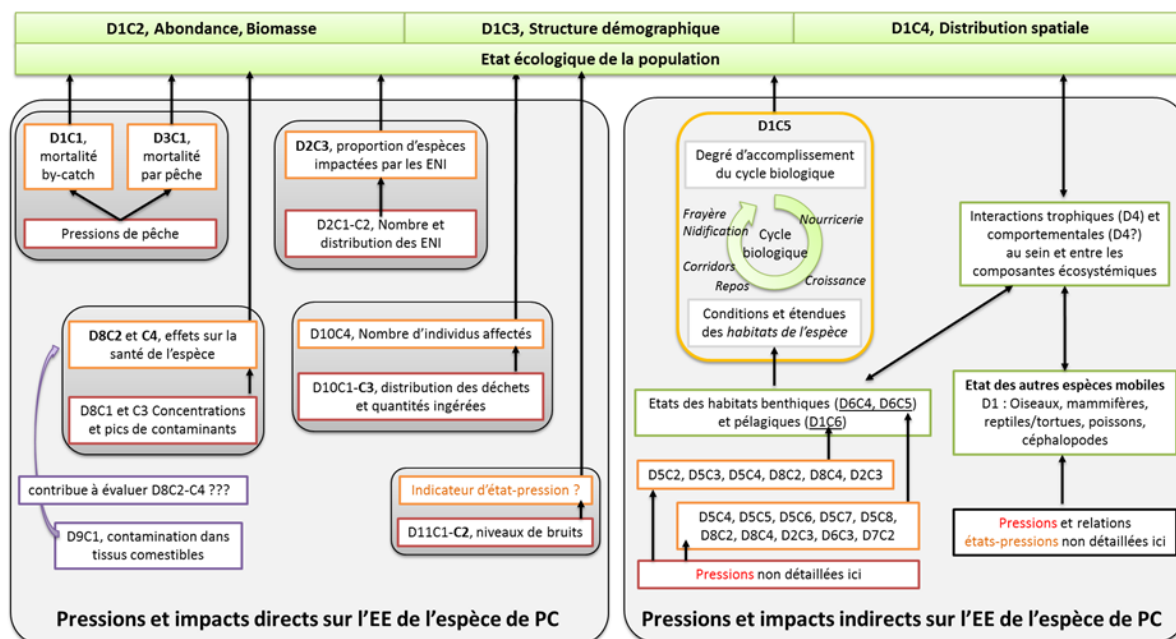 D1C2, Abondance, Biomasse
D1C3, Structure démographique
D1C4, Distribution spatiale
Etat écologique de la population
D1C1,
mortalité
by-catch
D3C1,
mortalité
par pêche
Pressions de pêche
D2C3, proportion d'espèces
impactées par les ENI
D2C1-C2, Nombre et
distribution des ENI
D8C2 et C4, effets sur la
santé de l'espèce
D8C1 et C3 Concentrations
et pics de contaminants
D10C4, Nombre d'individus affectés
D10C1-C3, distribution des déchets
et quantités ingérées
contribue à évaluer D8C2-C4 ???
D9C1, contamination dans
tissus comestibles
Indicateur d'état-pression ?
D11C1-C2, niveaux de bruits
Pressions et impacts directs sur l'EE de l'espèce de PC
D1C5
Degré d'accomplissement
du cycle biologique
Frayère
Nidification
Nourricerie
Cycle
biologique
Corridors
Repos
Croissance
Conditions et étendues
des habitats de l'espèce
Etats des habitats benthiques (D6C4, D6C5)
et pélagiques (D1C6)
D5C2, D5C3, D5C4, D8C2, D8C4, D2C3
D5C4, D5C5, D5C6, D5C7, D5C8,
D8C2, D8C4, D2C3, D6C3, D7C2
Pressions non détaillées ici
Interactions trophiques (D4) et
comportementales (D4?)
au sein et entre les
composantes écosystémiques
Etat des autres espèces mobiles
D1 : Oiseaux, mammifères,
reptiles/tortues, poissons,
céphalopodes
Pressions et relations
états-pressions non détaillées ici
Pressions et impacts indirects sur l'EE de l'espèce de PC